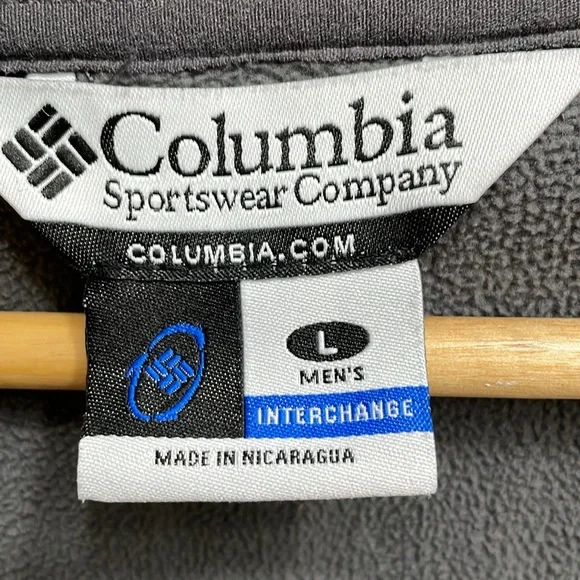 Columbia
Sportswear Company
COLUMBIA.COM
L
MEN'S
INTERCHANGE
MADE IN NICARAGUA